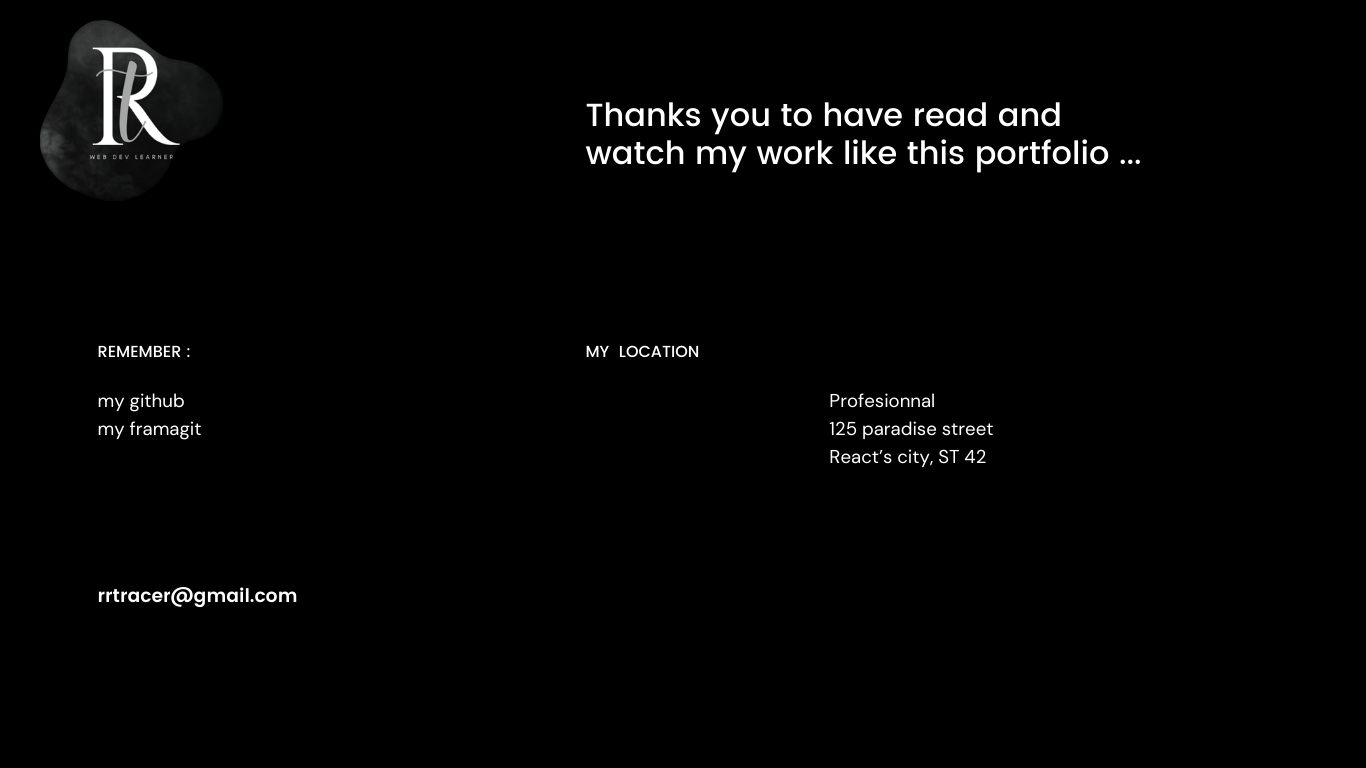 Rt
WEB DEV LEARNER
Thanks you to have read and
watch my work like this portfolio ...
REMEMBER :
my github
my framagit
MY LOCATION
Profesionnal
125 paradise street
React’s city, ST 42
rrtracer@gmail.com